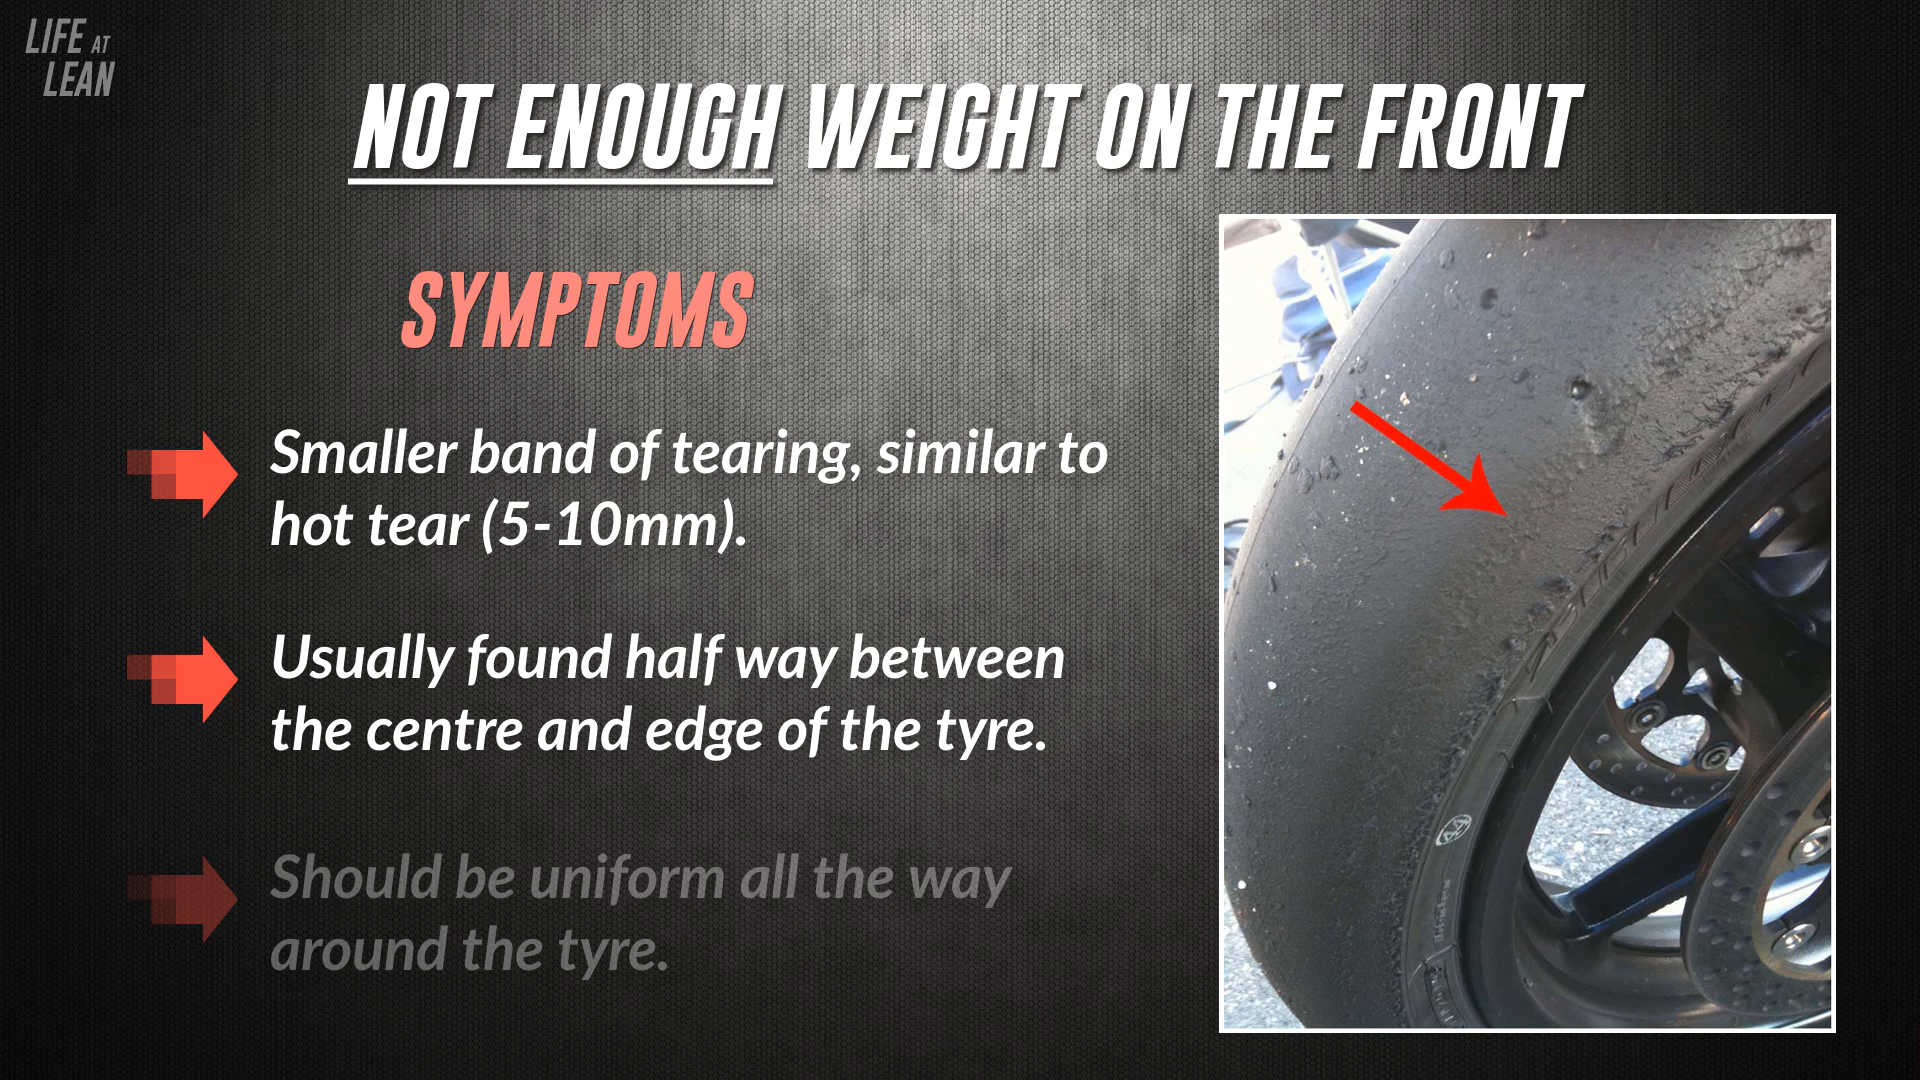 LIFE AT
LEAN
NOT ENOUGH WEIGHT ON THE FRONT
SYMPTOMS
Smaller band of tearing, similar to
hot tear (5-10mm).
Usually found half way between
the centre and edge of the tyre.
Should be uniform all the way
around the tyre.